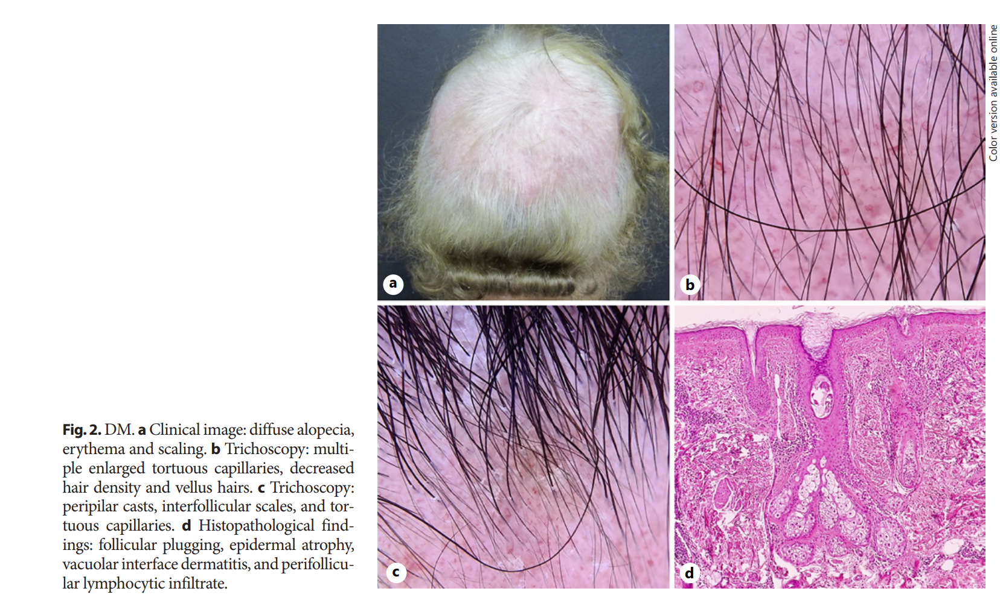 Fig. 2. DM. a Clinical image: diffuse alopecia,
erythema and scaling. b Trichoscopy: multi-
ple enlarged tortuous capillaries, decreased
hair density and vellus hairs. c Trichoscopy:
peripilar casts, interfollicular scales, and tor-
tuous capillaries. d Histopathological find-
ings: follicular plugging, epidermal atrophy,
vacuolar interface dermatitis, and perifollicu-
lar lymphocytic infiltrate.
a
b
c
d
Color version available online